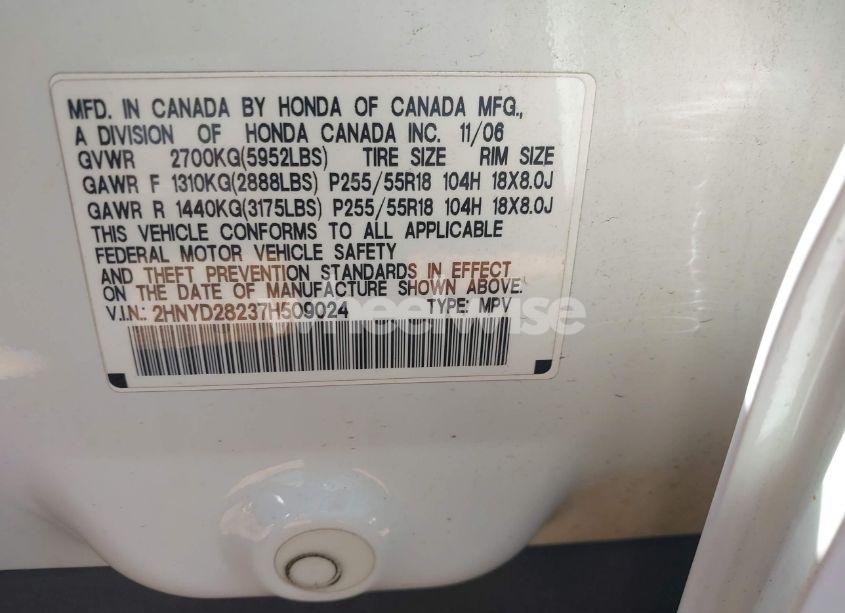 MFD. IN CANADA BY HONDA OF CANADA MFG.,
A DIVISION OF HONDA CANADA INC. 11/06
GVWR 2700KG(5952LBS) TIRE SIZE RIM SIZE
GAWR F 1310KG(2888LBS) P255/55R18 104H 18X8.0J
GAWR R 1440KG(3175LBS) P255/55R18 104H 18X8.0J
THIS VEHICLE CONFORMS TO ALL APPLICABLE
FEDERAL MOTOR VEHICLE SAFETY
AND THEFT PREVENTION STANDARDS IN EFFECT
ON THE DATE OF MANUFACTURE SHOWN ABOVE.
V.I.N.: 2HNYD28237H509024 TYPE: MPV
wheelwise